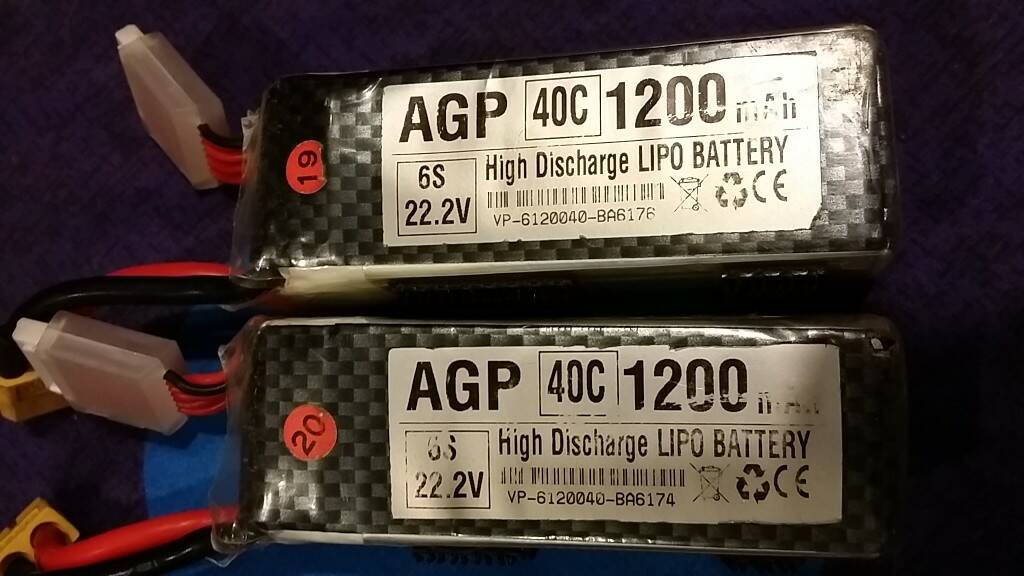 19
AGP 40C 1200 mAh
6S
22.2V
High Discharge LIPO BATTERY
VP-6120040-BA6176
CE
20
AGP 40C 1200 mAh
6S
22.2V
High Discharge LIPO BATTERY
VP-6120040-BA6174
CE